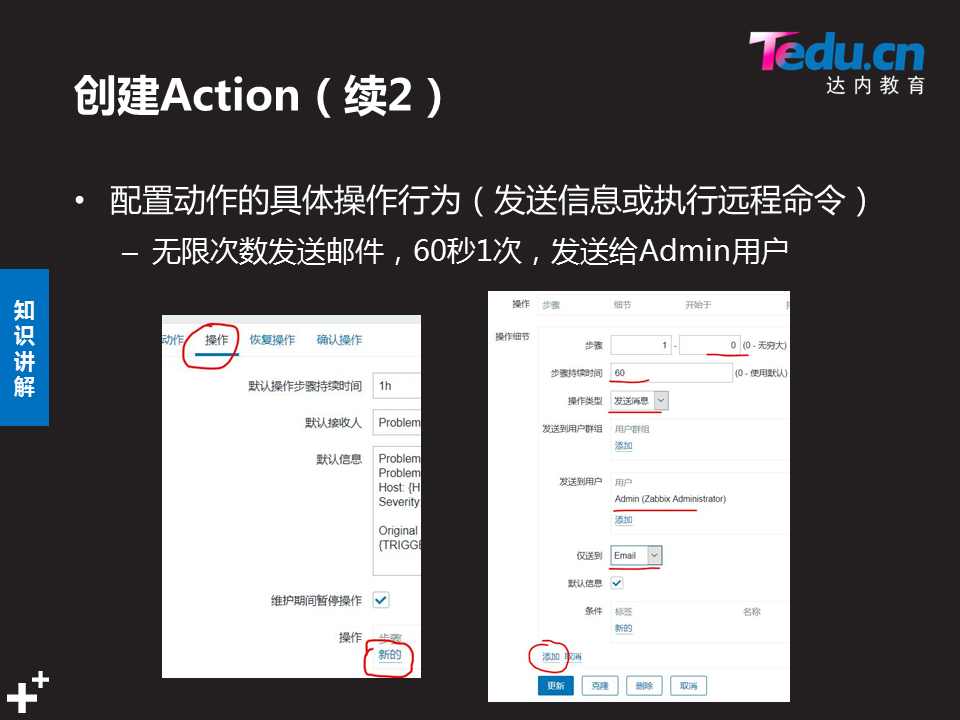 Tedu.cn
达内教育
创建Action（续2）
• 配置动作的具体操作行为（发送信息或执行远程命令）
– 无限次数发送邮件，60秒1次，发送给Admin用户
知识讲解
动作 操作 恢复操作 确认操作
默认操作步骤持续时间 1h
默认接收人 Problem
默认信息 Problem
Problem
Host: {H
Severity:
Original
{TRIGGE
维护期间暂停操作
操作 步骤
新的
操作 步骤 细节 开始于
操作细节
步骤 1 - 0 (0 - 无穷大)
步骤持续时间 60 (0 - 使用默认)
操作类型 发送消息
发送到用户群组 用户群组
添加
发送到用户 用户
Admin (Zabbix Administrator)
添加
仅送到 Email
默认信息
条件 标签 名称
新的
添加 取消
更新 克隆 删除 取消